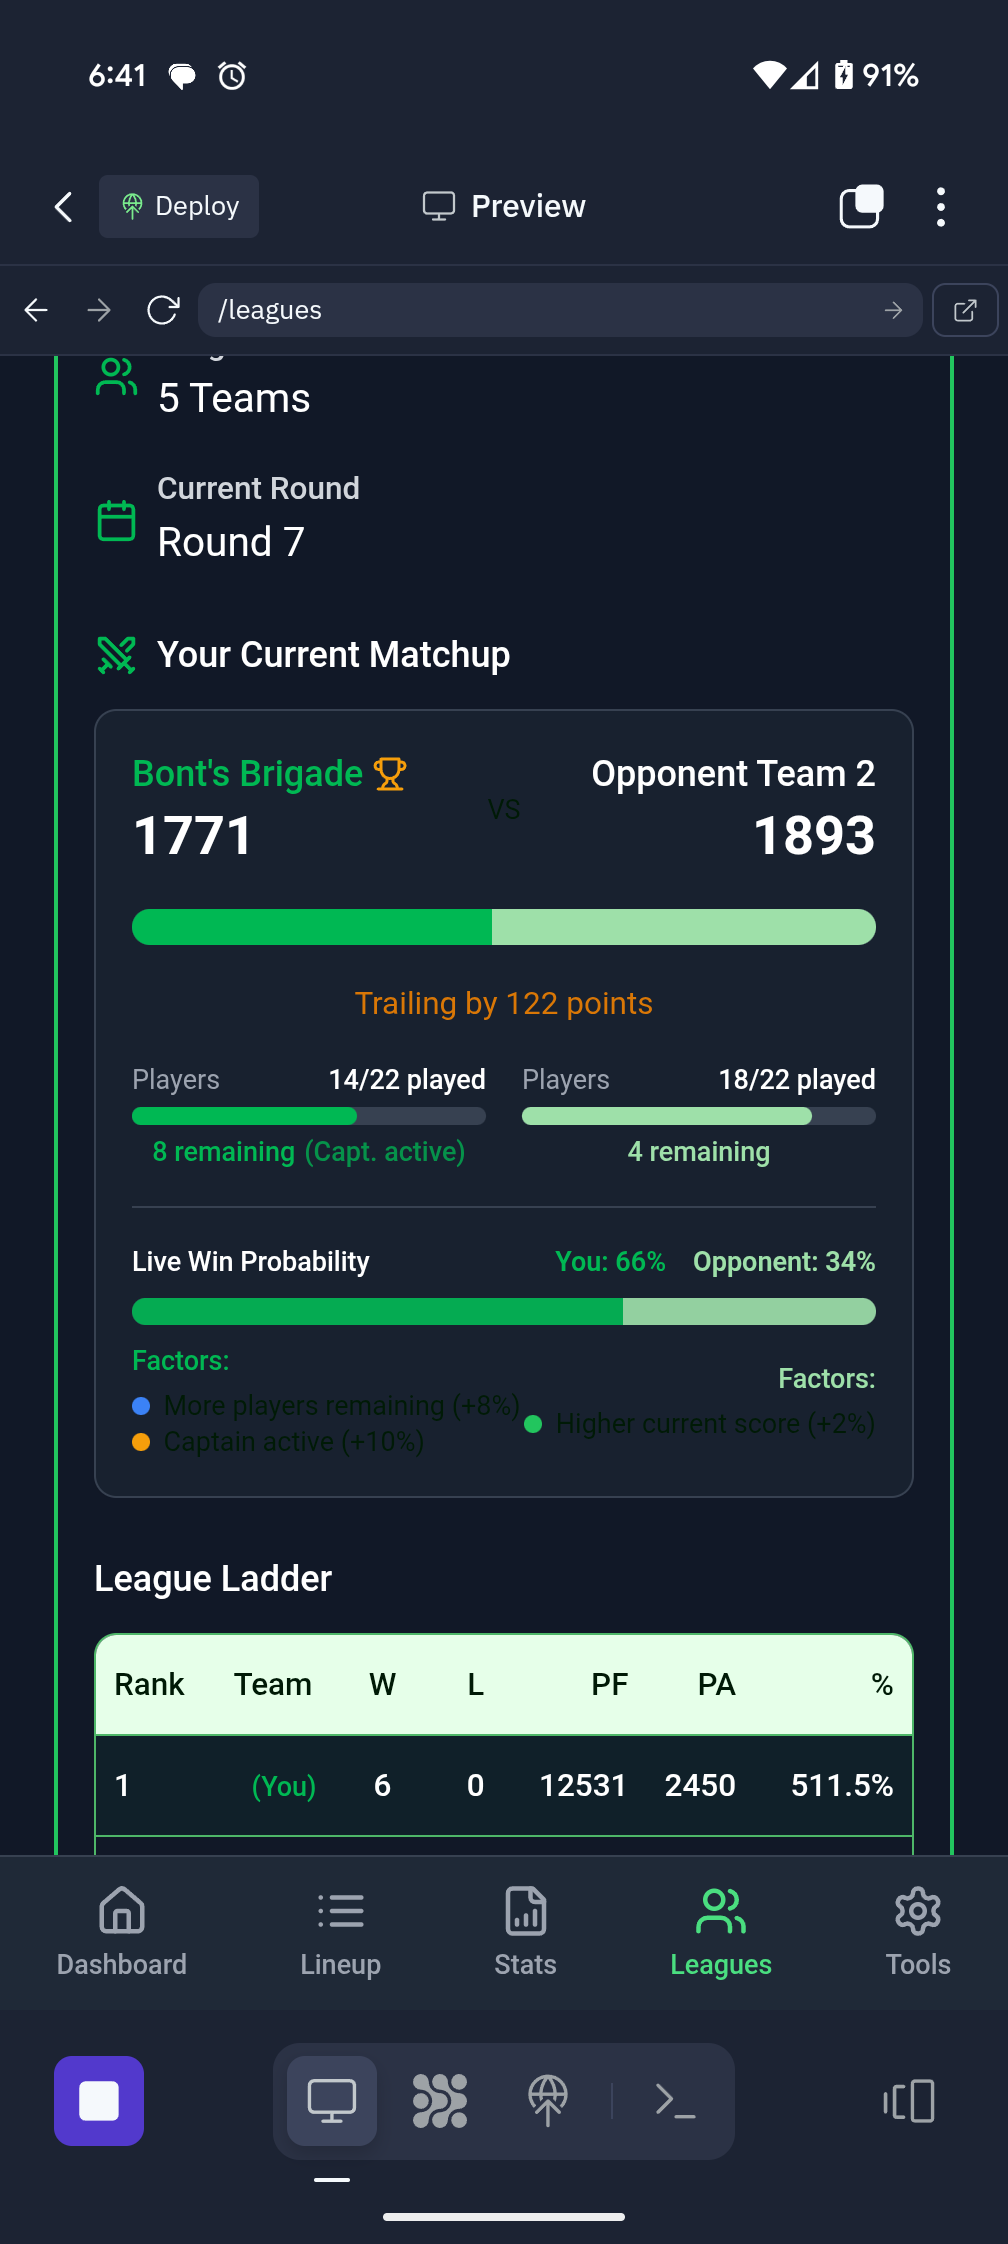 6:41
91%
Deploy
Preview
/leagues
5 Teams
Current Round
Round 7
Your Current Matchup
Bont's Brigade
Opponent Team 2
VS
1771
1893
Trailing by 122 points
Players 14/22 played
Players 18/22 played
8 remaining (Capt. active)
4 remaining
Live Win Probability You: 66% Opponent: 34%
Factors:
More players remaining (+8%)
Captain active (+10%)
Factors:
Higher current score (+2%)
League Ladder
Rank Team W L PF PA %
1 (You) 6 0 12531 2450 511.5%
Dashboard Lineup Stats Leagues Tools